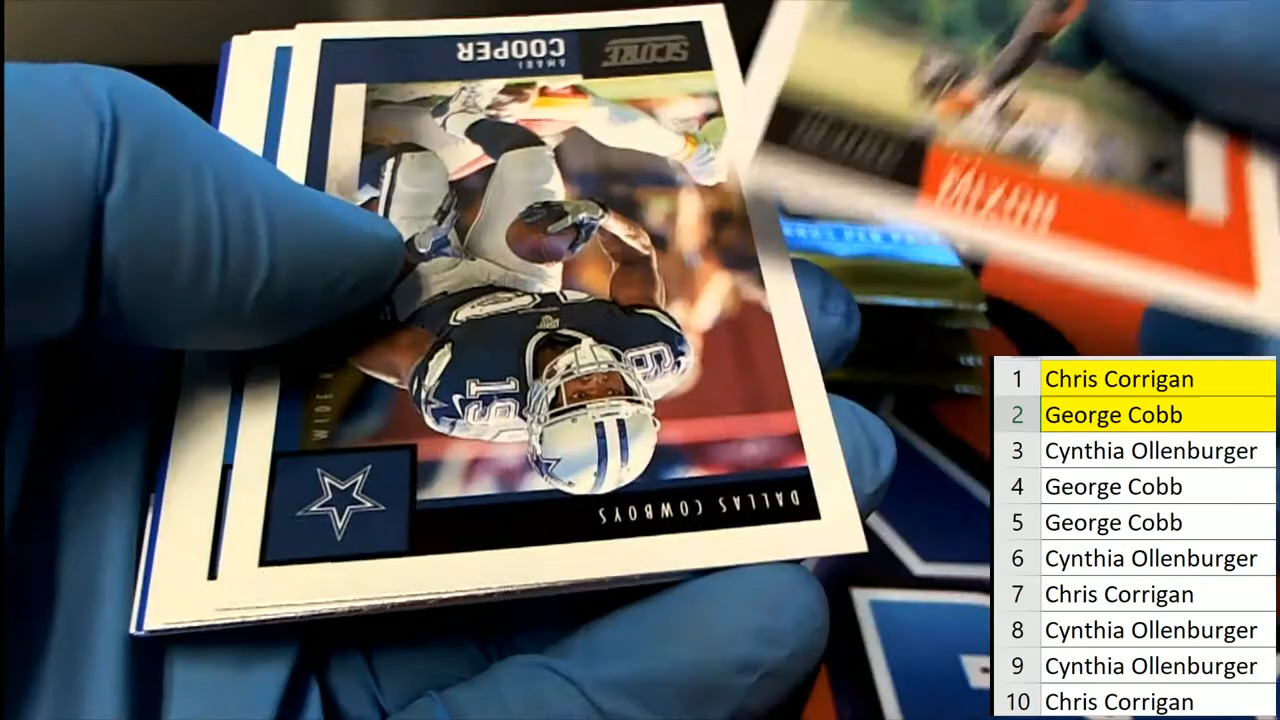 AMARI
COOPER
SCORE
19
DALLAS COWBOYS
MIXON
1 Chris Corrigan
2 George Cobb
3 Cynthia Ollenburger
4 George Cobb
5 George Cobb
6 Cynthia Ollenburger
7 Chris Corrigan
8 Cynthia Ollenburger
9 Cynthia Ollenburger
10 Chris Corrigan